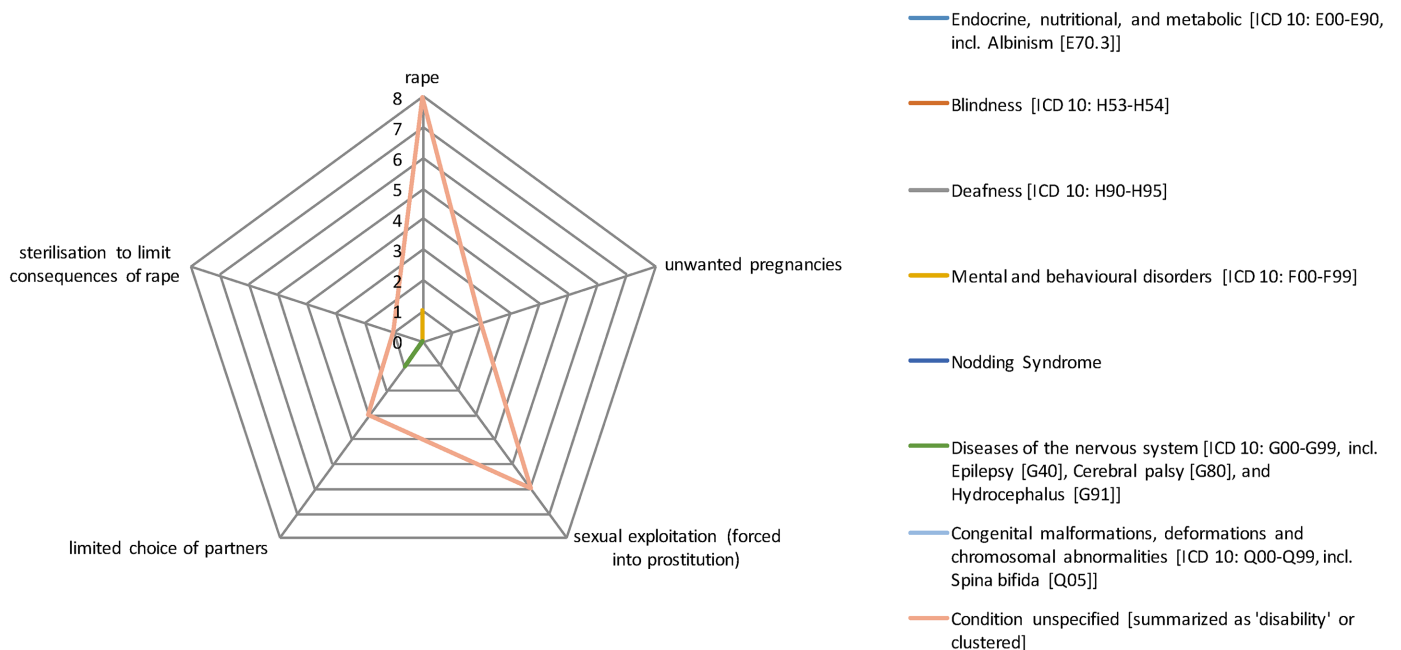 rape
8
7
6
5
4
3
2
1
0
sterilisation to limit
consequences of rape
unwanted pregnancies
limited choice of partners
sexual exploitation (forced
into prostitution)
Endocrine, nutritional, and metabolic [ICD 10: E00-E90,
incl. Albinism [E70.3]]
Blindness [ICD 10: H53-H54]
Deafness [ICD 10: H90-H95]
Mental and behavioural disorders [ICD 10: F00-F99]
Nodding Syndrome
Diseases of the nervous system [ICD 10: G00-G99, incl.
Epilepsy [G40], Cerebral palsy [G80], and
Hydrocephalus [G91]]
Congenital malformations, deformations and
chromosomal abnormalities [ICD 10: Q00-Q99, incl.
Spina bifida [Q05]]
Condition unspecified [summarized as 'disability' or
clustered]